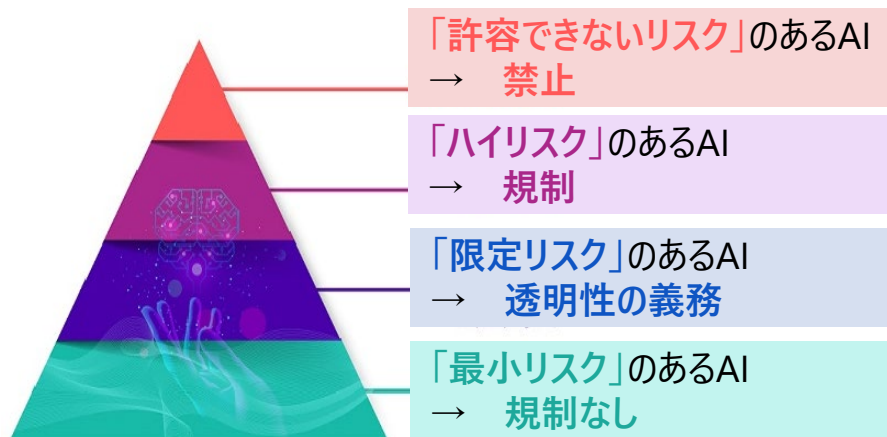 「許容できないリスク」のあるAI
→ 禁止
「ハイリスク」のあるAI
→ 規制
「限定リスク」のあるAI
→ 透明性の義務
「最小リスク」のあるAI
→ 規制なし